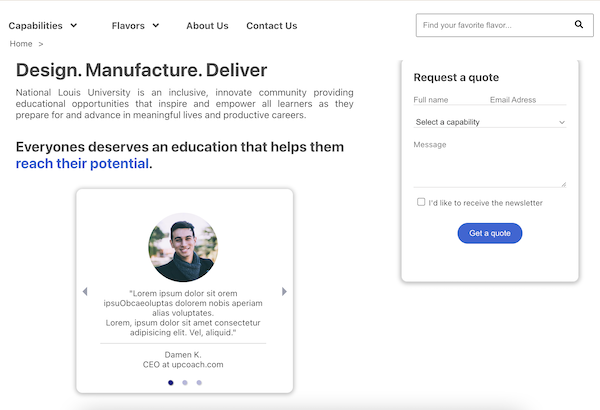 Capabilities Flavors About Us Contact Us
Find your favorite flavor...
Home >
Design. Manufacture. Deliver
National Louis University is an inclusive, innovate community providing
educational opportunities that inspire and empower all learners as they
prepare for and advance in meaningful lives and productive careers.
Everyones deserves an education that helps them
reach their potential.
"Lorem ipsum dolor sit orem
ipsuObcaeoluptas dolorem nobis aperiam
alias voluptates.
Lorem, ipsum dolor sit amet consectetur
adipisicing elit. Vel, aliquid."
Damen K.
CEO at upcoach.com
Request a quote
Full name Email Adress
Select a capability
Message
I'd like to receive the newsletter
Get a quote